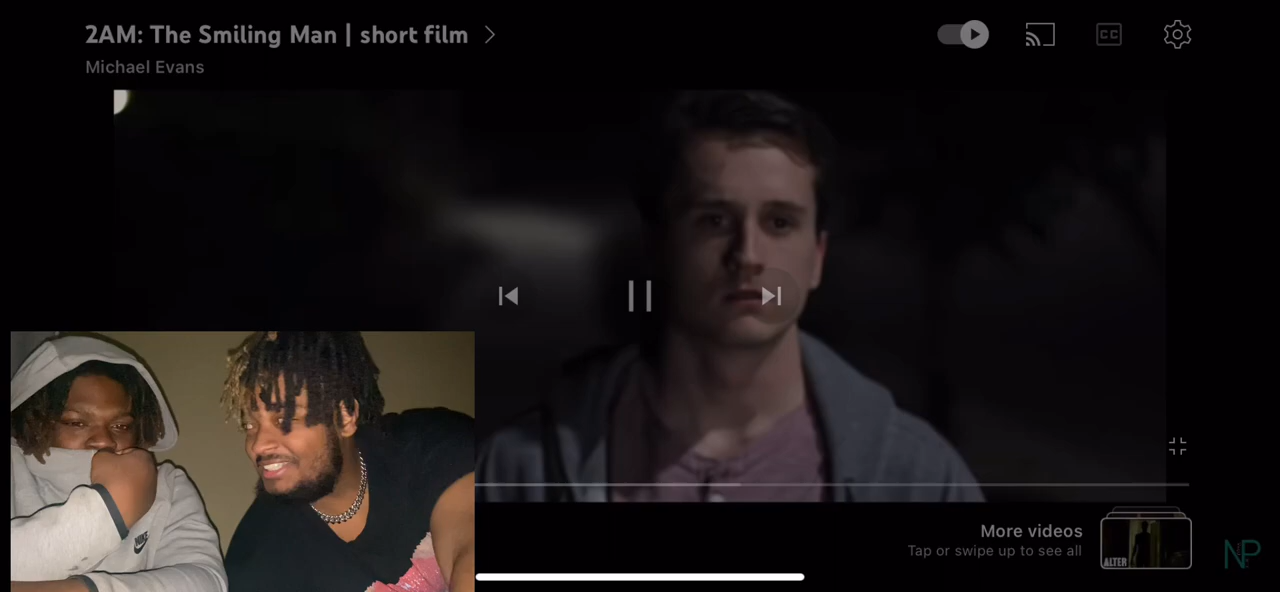 2AM: The Smiling Man | short film
Michael Evans
CC
More videos
Tap or swipe up to see all
ALTER
NP